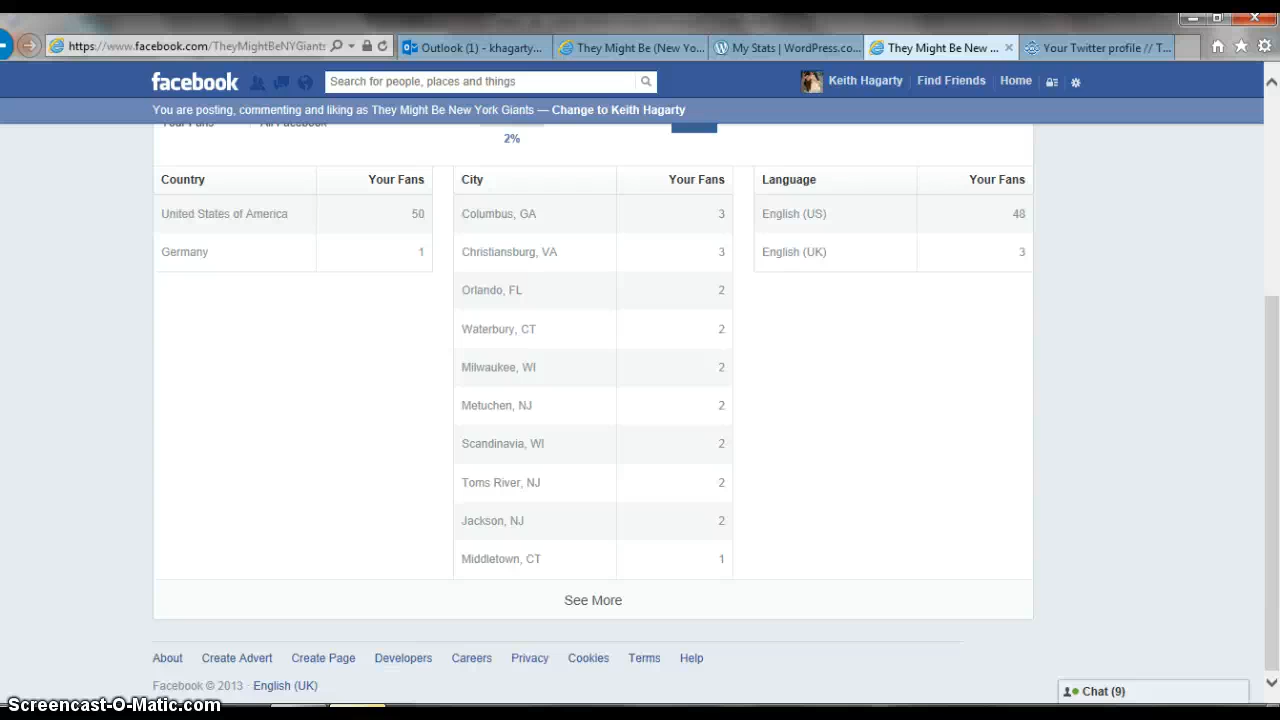 https://www.facebook.com/TheyMightBeNYGiants
Outlook (1) - khagarty...
They Might Be (New Yo...
My Stats | WordPress.co...
They Might Be New ...
Your Twitter profile // T...
facebook
Search for people, places and things
Keith Hagarty Find Friends Home
You are posting, commenting and liking as They Might Be New York Giants — Change to Keith Hagarty
Your Fans All Facebook
2%
Country Your Fans City Your Fans Language Your Fans
United States of America 50 Columbus, GA 3 English (US) 48
Germany 1 Christiansburg, VA 3 English (UK) 3
Orlando, FL 2
Waterbury, CT 2
Milwaukee, WI 2
Metuchen, NJ 2
Scandinavia, WI 2
Toms River, NJ 2
Jackson, NJ 2
Middletown, CT 1
See More
About Create Advert Create Page Developers Careers Privacy Cookies Terms Help
Facebook © 2013 · English (UK)
Chat (9)
Screencast-O-Matic.com